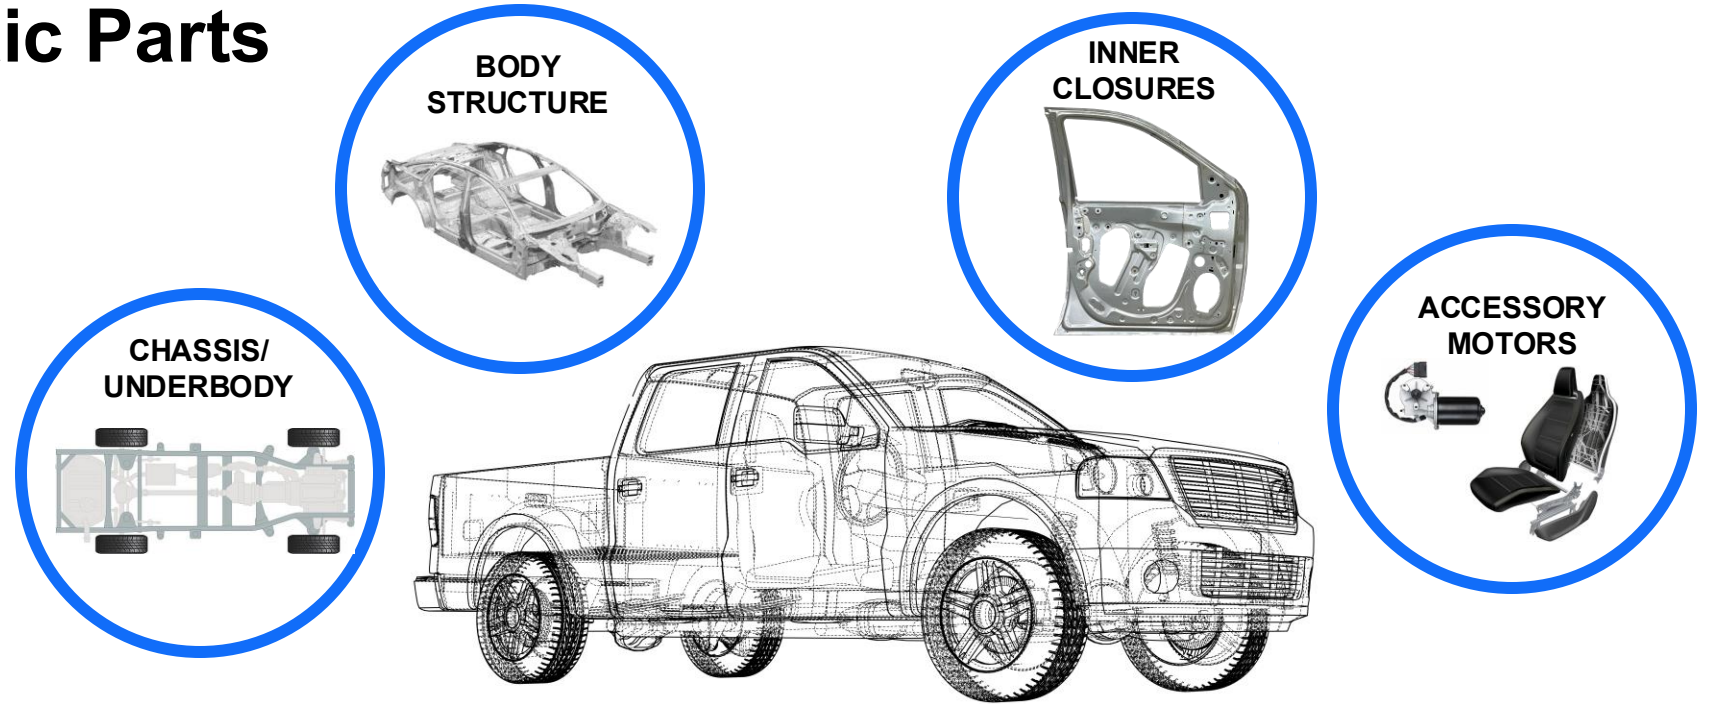 ic Parts
BODY
STRUCTURE
INNER
CLOSURES
ACCESSORY
MOTORS
CHASSIS/
UNDERBODY